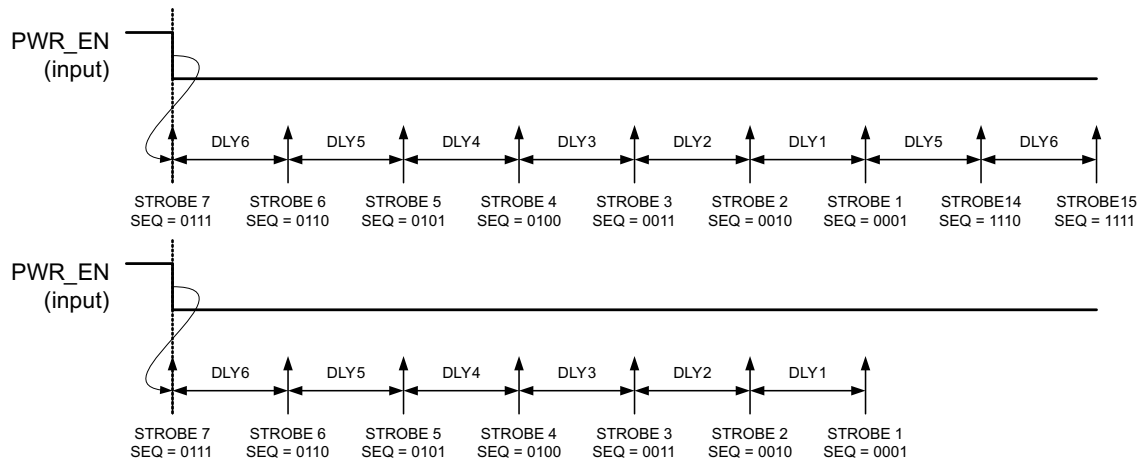 PWR_EN
(input)
DLY6 DLY5 DLY4 DLY3 DLY2 DLY1 DLY5 DLY6
STROBE 7 STROBE 6 STROBE 5 STROBE 4 STROBE 3 STROBE 2 STROBE 1 STROBE14 STROBE15
SEQ = 0111 SEQ = 0110 SEQ = 0101 SEQ = 0100 SEQ = 0011 SEQ = 0010 SEQ = 0001 SEQ = 1110 SEQ = 1111
PWR_EN
(input)
DLY6 DLY5 DLY4 DLY3 DLY2 DLY1
STROBE 7 STROBE 6 STROBE 5 STROBE 4 STROBE 3 STROBE 2 STROBE 1
SEQ = 0111 SEQ = 0110 SEQ = 0101 SEQ = 0100 SEQ = 0011 SEQ = 0010 SEQ = 0001